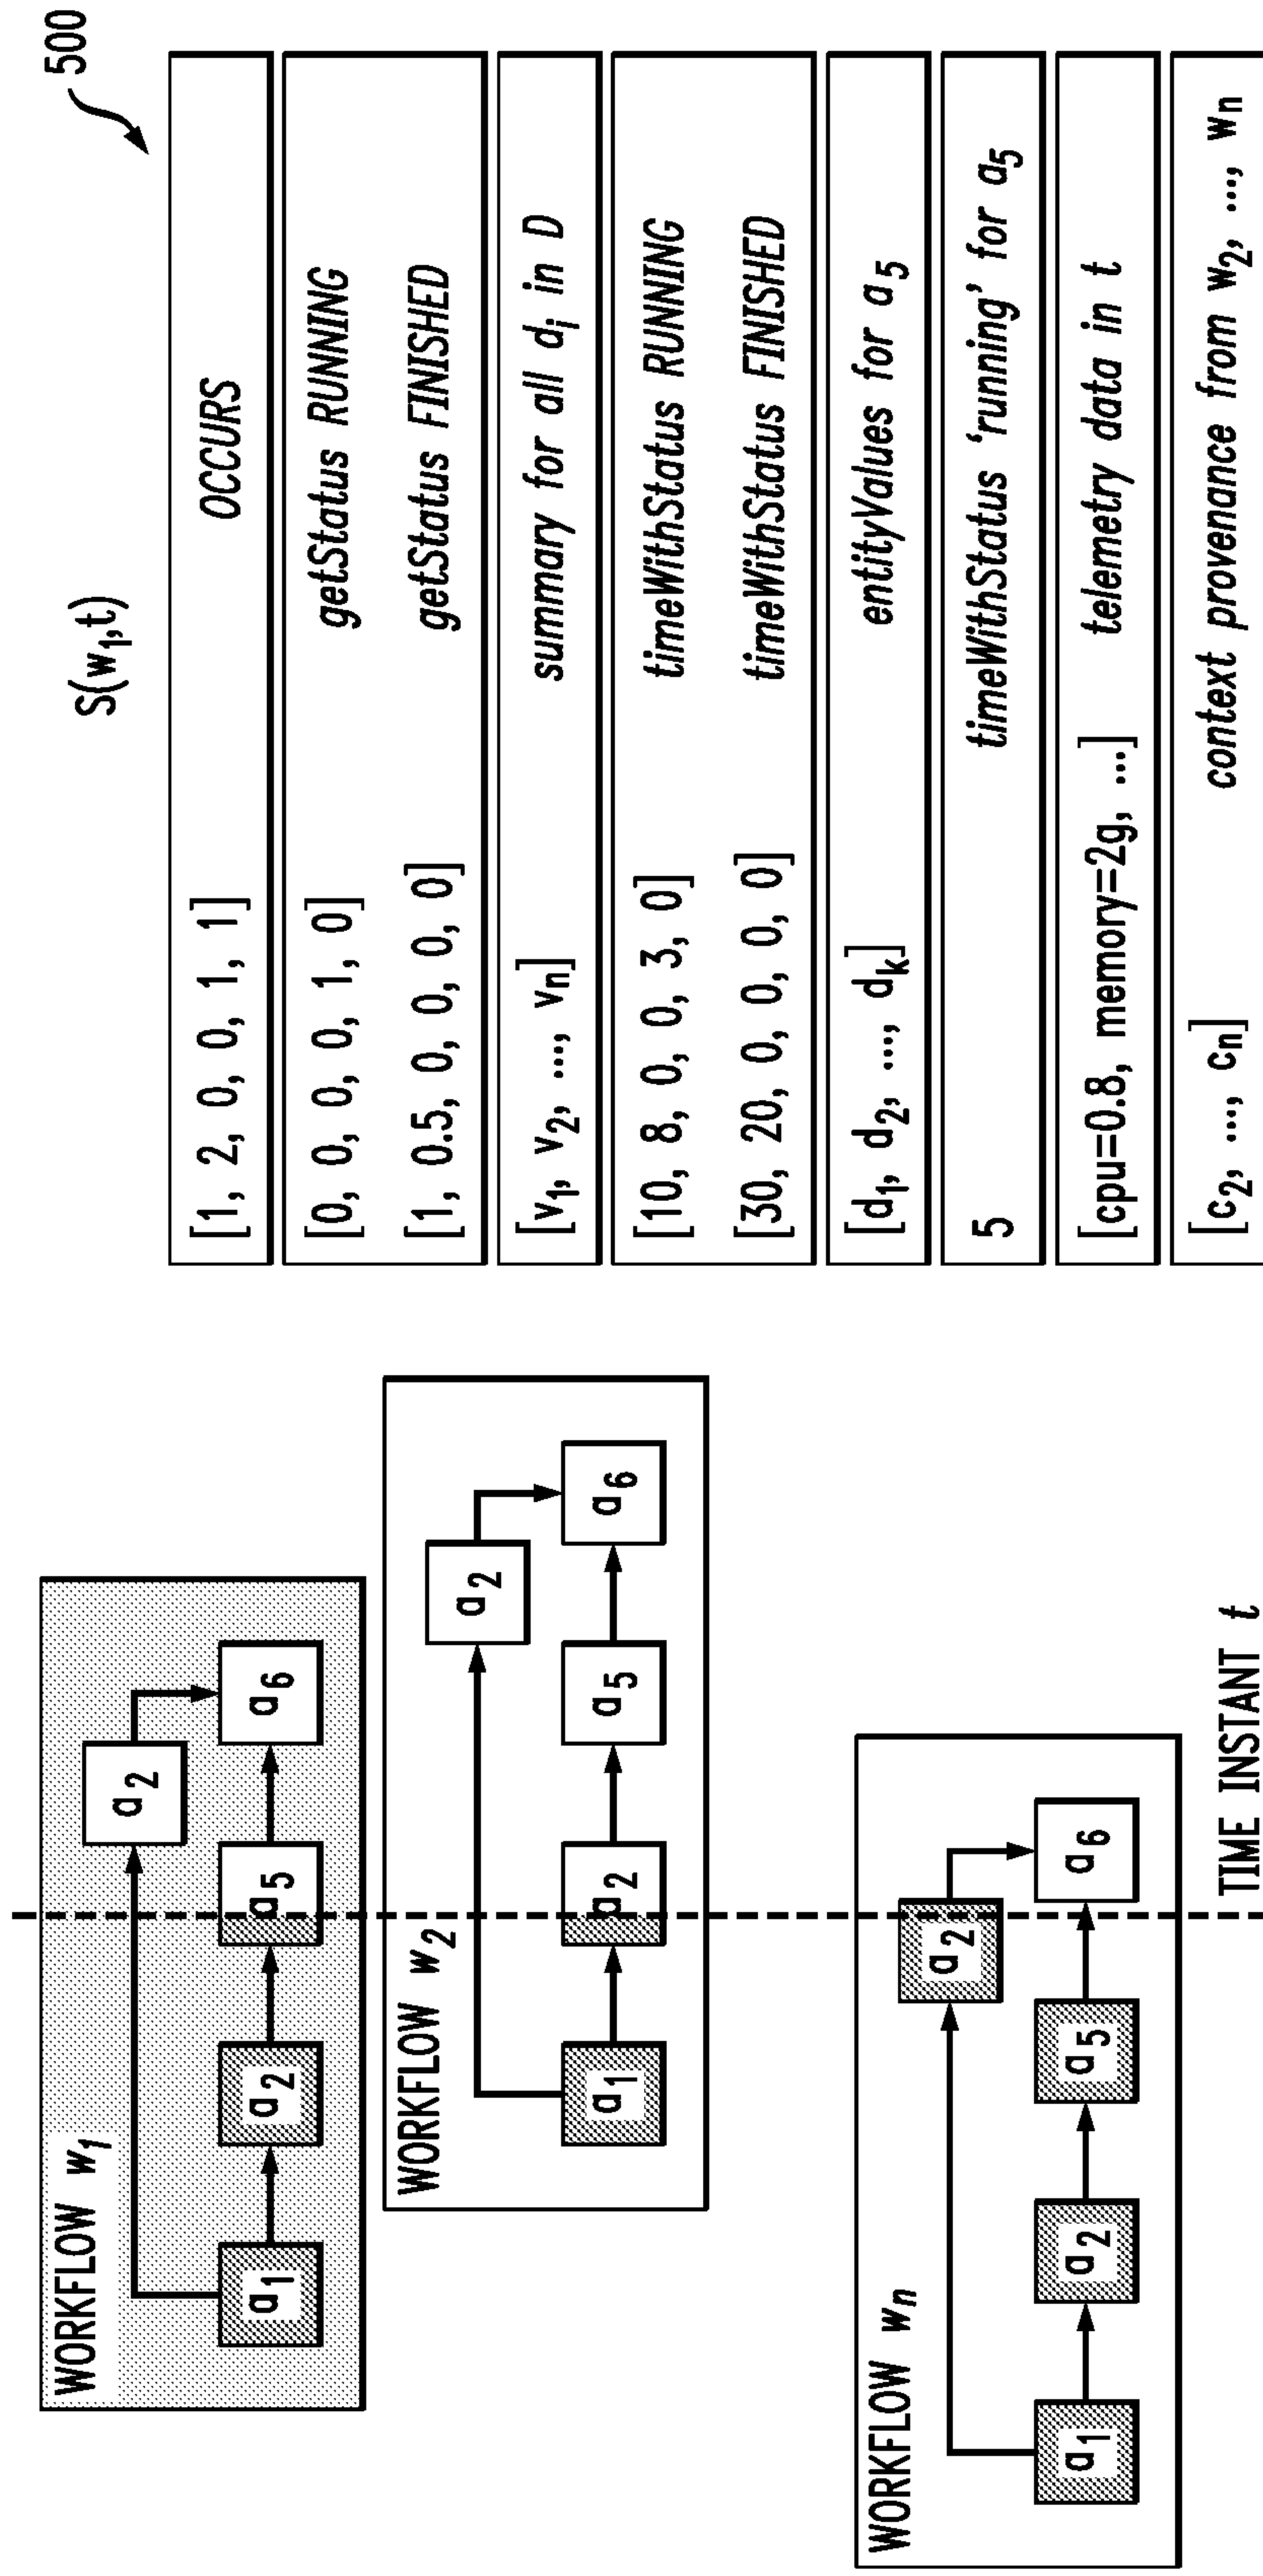 WORKFLOW w₁
a₂
a₁ a₂ a₅ a₆
WORKFLOW w₂
a₂
a₁ a₂ a₅ a₆
WORKFLOW wₙ
a₂
a₁ a₂ a₅ a₆
TIME INSTANT t
500
S(w₁,t)
[1, 2, 0, 0, 1, 1] OCCURS
[0, 0, 0, 0, 1, 0] getStatus RUNNING
[1, 0.5, 0, 0, 0, 0] getStatus FINISHED
[v₁, v₂, ..., vₙ] summary for all dᵢ in D
[10, 8, 0, 0, 3, 0] timeWithStatus RUNNING
[30, 20, 0, 0, 0, 0] timeWithStatus FINISHED
[d₁, d₂, ..., dₖ] entityValues for a₅
5 timeWithStatus ‘running’ for a₅
[cpu=0.8, memory=2g, ...] telemetry data in t
[c₂, ..., cₙ] context provenance from w₂, ..., wₙ